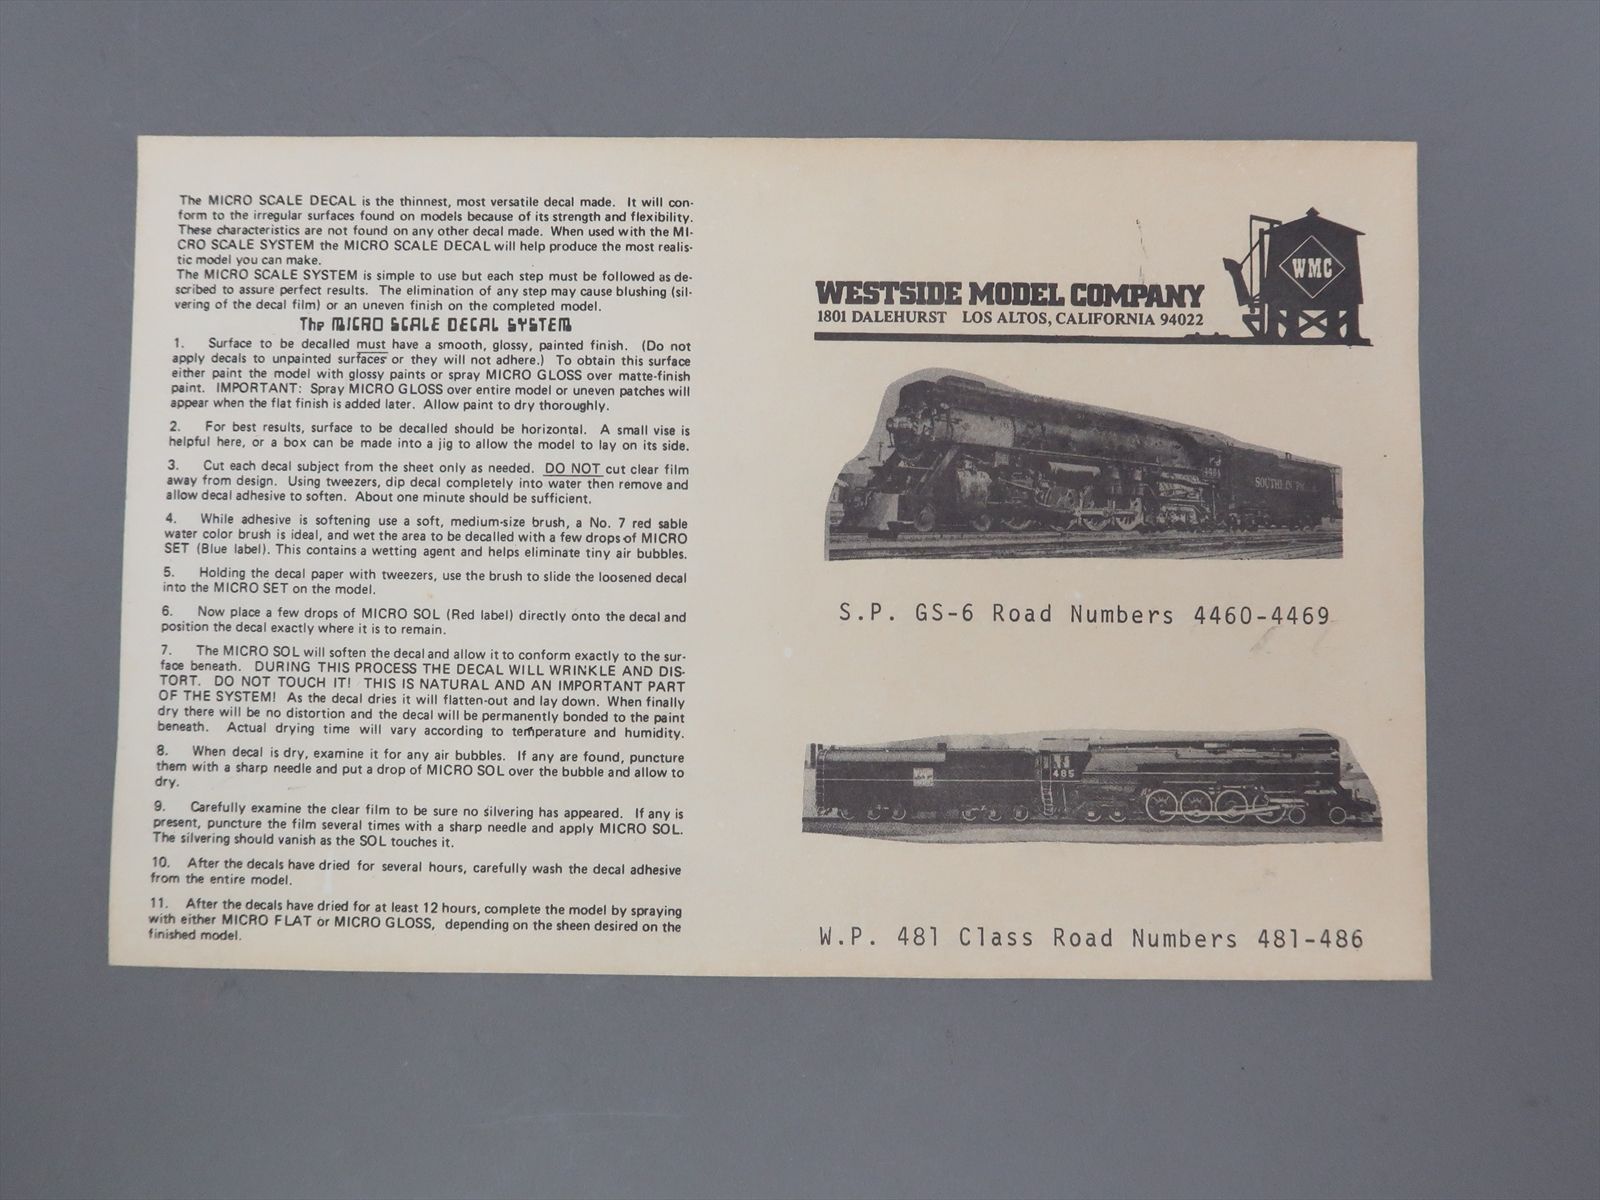 The MICRO SCALE DECAL is the thinnest, most versatile decal made. It will con-
form to the irregular surfaces found on models because of its strength and flexibility.
These characteristics are not found on any other decal made. When used with the MI-
CRO SCALE SYSTEM the MICRO SCALE DECAL will help produce the most realis-
tic model you can make.
The MICRO SCALE SYSTEM is simple to use but each step must be followed as de-
scribed to assure perfect results. The elimination of any step may cause blushing (sil-
vering of the decal film) or an uneven finish on the completed model.
The MICRO SCALE DECAL SYSTEM
1. Surface to be decalled must have a smooth, glossy, painted finish. (Do not
apply decals to unpainted surfaces or they will not adhere.) To obtain this surface
either paint the model with glossy paints or spray MICRO GLOSS over matte-finish
paint. IMPORTANT: Spray MICRO GLOSS over entire model or uneven patches will
appear when the flat finish is added later. Allow paint to dry thoroughly.
2. For best results, surface to be decalled should be horizontal. A small vise is
helpful here, or a box can be made into a jig to allow the model to lay on its side.
3. Cut each decal subject from the sheet only as needed. DO NOT cut clear film
away from design. Using tweezers, dip decal completely into water then remove and
allow decal adhesive to soften. About one minute should be sufficient.
4. While adhesive is softening use a soft, medium-size brush, a No. 7 red sable
water color brush is ideal, and wet the area to be decalled with a few drops of MICRO
SET (Blue label). This contains a wetting agent and helps eliminate tiny air bubbles.
5. Holding the decal paper with tweezers, use the brush to slide the loosened decal
into the MICRO SET on the model.
6. Now place a few drops of MICRO SOL (Red label) directly onto the decal and
position the decal exactly where it is to remain.
7. The MICRO SOL will soften the decal and allow it to conform exactly to the sur-
face beneath. DURING THIS PROCESS THE DECAL WILL WRINKLE AND DIS-
TORT. DO NOT TOUCH IT! THIS IS NATURAL AND AN IMPORTANT PART
OF THE SYSTEM! As the decal dries it will flatten-out and lay down. When finally
dry there will be no distortion and the decal will be permanently bonded to the paint
beneath. Actual drying time will vary according to temperature and humidity.
8. When decal is dry, examine it for any air bubbles. If any are found, puncture
them with a sharp needle and put a drop of MICRO SOL over the bubble and allow to
dry.
9. Carefully examine the clear film to be sure no silvering has appeared. If any is
present, puncture the film several times with a sharp needle and apply MICRO SOL.
The silvering should vanish as the SOL touches it.
10. After the decals have dried for several hours, carefully wash the decal adhesive
from the entire model.
11. After the decals have dried for at least 12 hours, complete the model by spraying
with either MICRO FLAT or MICRO GLOSS, depending on the sheen desired on the
finished model.
WMC
WESTSIDE MODEL COMPANY
1801 DALEHURST LOS ALTOS, CALIFORNIA 94022
S.P. GS-6 Road Numbers 4460-4469
485
W.P. 481 Class Road Numbers 481-486